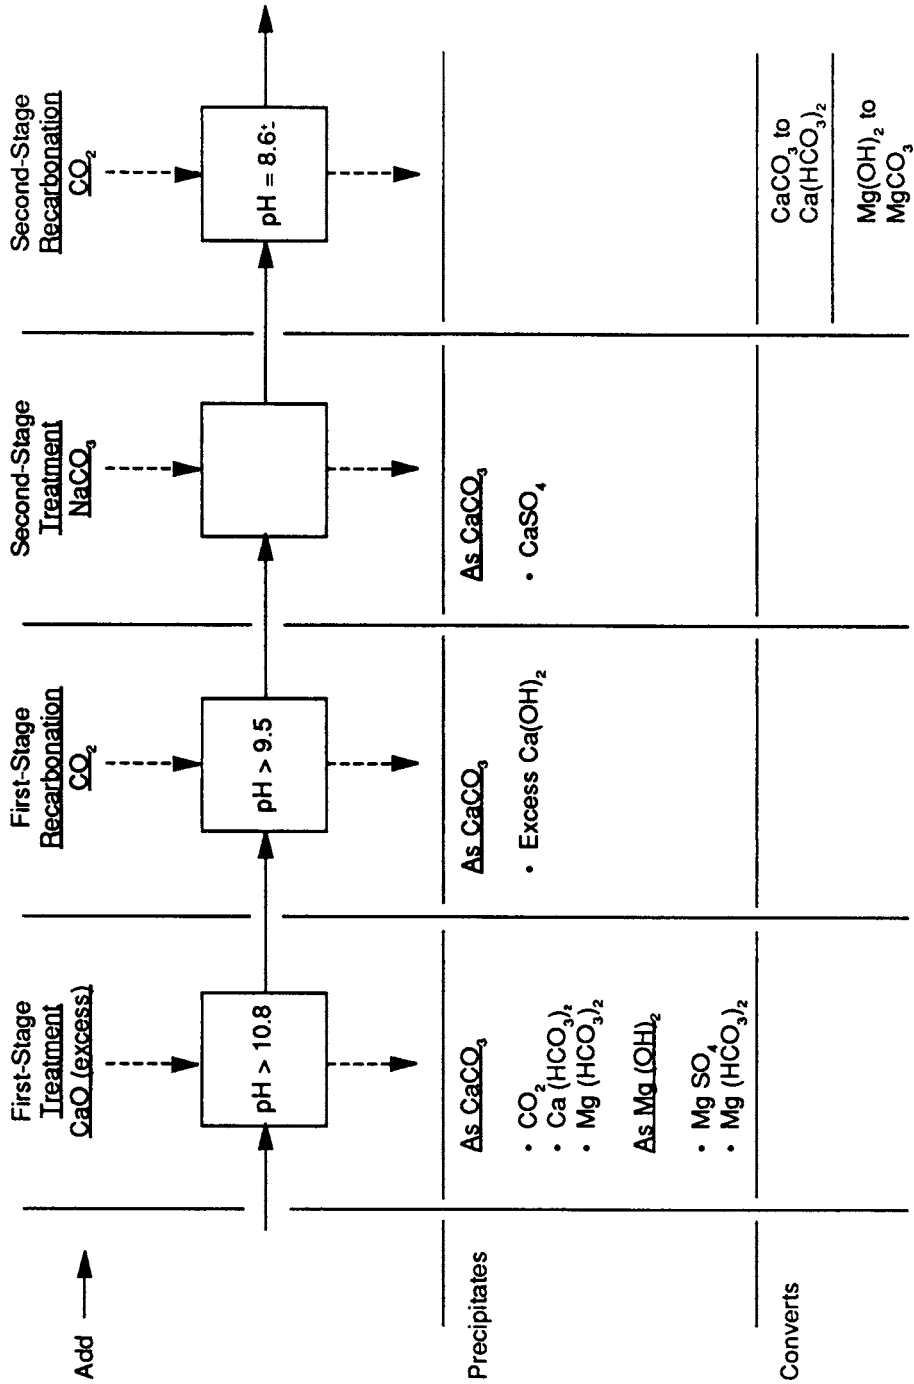 Add
First-Stage
Treatment
CaO (excess)
First-Stage
Recarbonation
CO₂
Second-Stage
Treatment
NaCO₃
Second-Stage
Recarbonation
CO₂
pH > 10.8
pH > 9.5
pH = 8.6±
Precipitates
As CaCO₃
• CO₂
• Ca (HCO₃)₂
• Mg (HCO₃)₂
As Mg (OH)₂
• Mg SO₄
• Mg (HCO₃)₂
As CaCO₃
• Excess Ca(OH)₂
As CaCO₃
• CaSO₄
Converts
CaCO₃ to
Ca(HCO₃)₂
Mg(OH)₂ to
MgCO₃